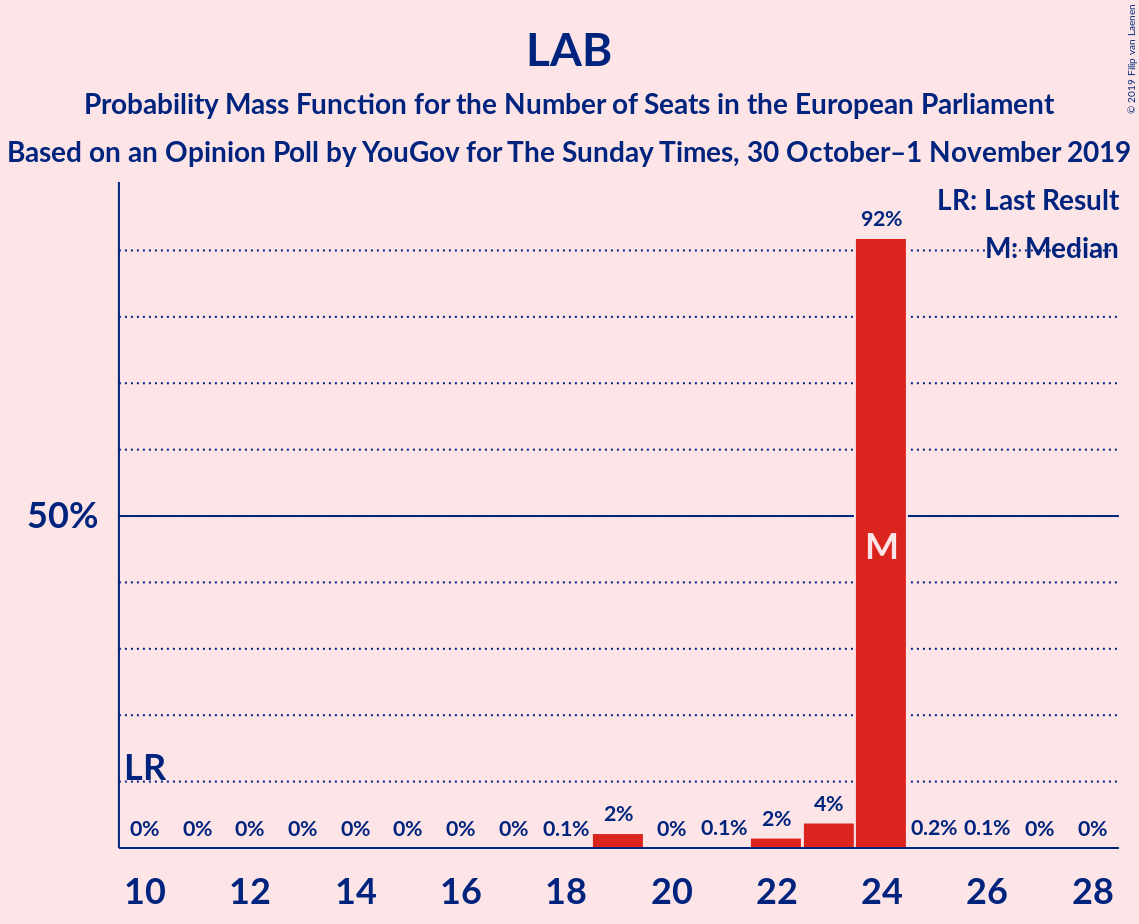 © 2019 Filip van Laenen
LAB
Probability Mass Function for the Number of Seats in the European Parliament
Based on an Opinion Poll by YouGov for The Sunday Times, 30 October–1 November 2019
LR: Last Result
M: Median
92%
50%
M
LR
0% 0% 0% 0% 0% 0% 0% 0% 0.1% 2% 0% 0.1% 2% 4% 0.2% 0.1% 0% 0%
10 12 14 16 18 20 22 24 26 28